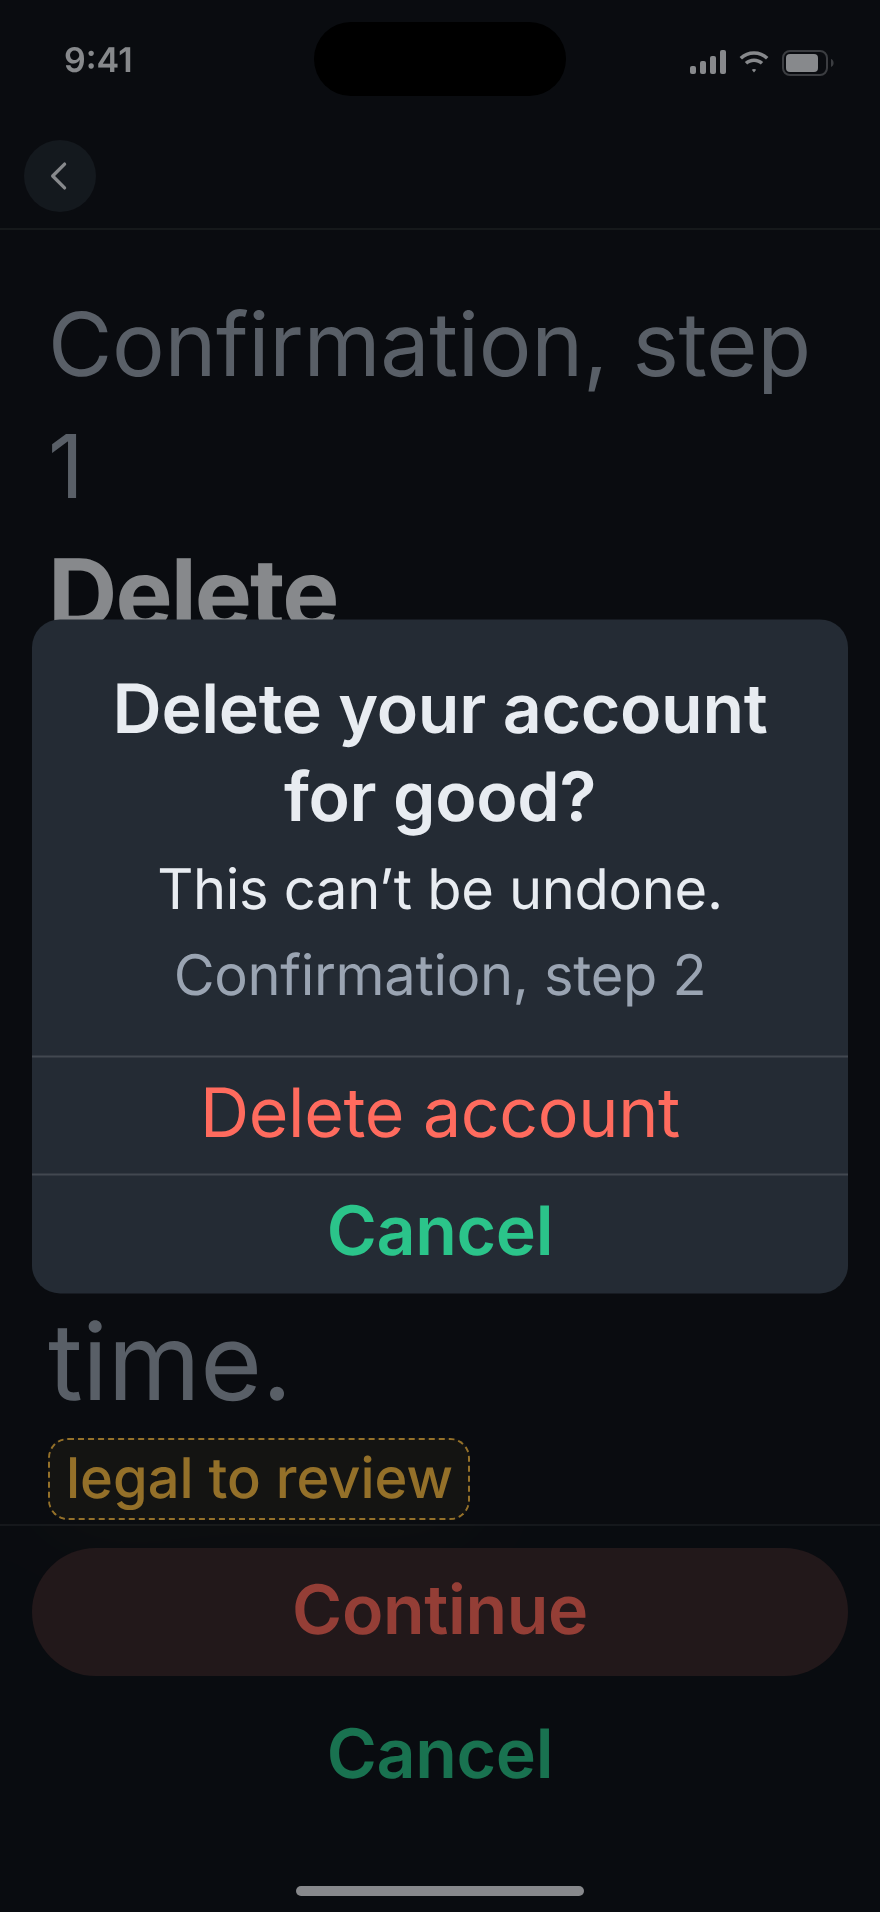 9:41
Confirmation, step
1
Delete
Delete your account
for good?
This can’t be undone.
Confirmation, step 2
Delete account
Cancel
time.
legal to review
Continue
Cancel